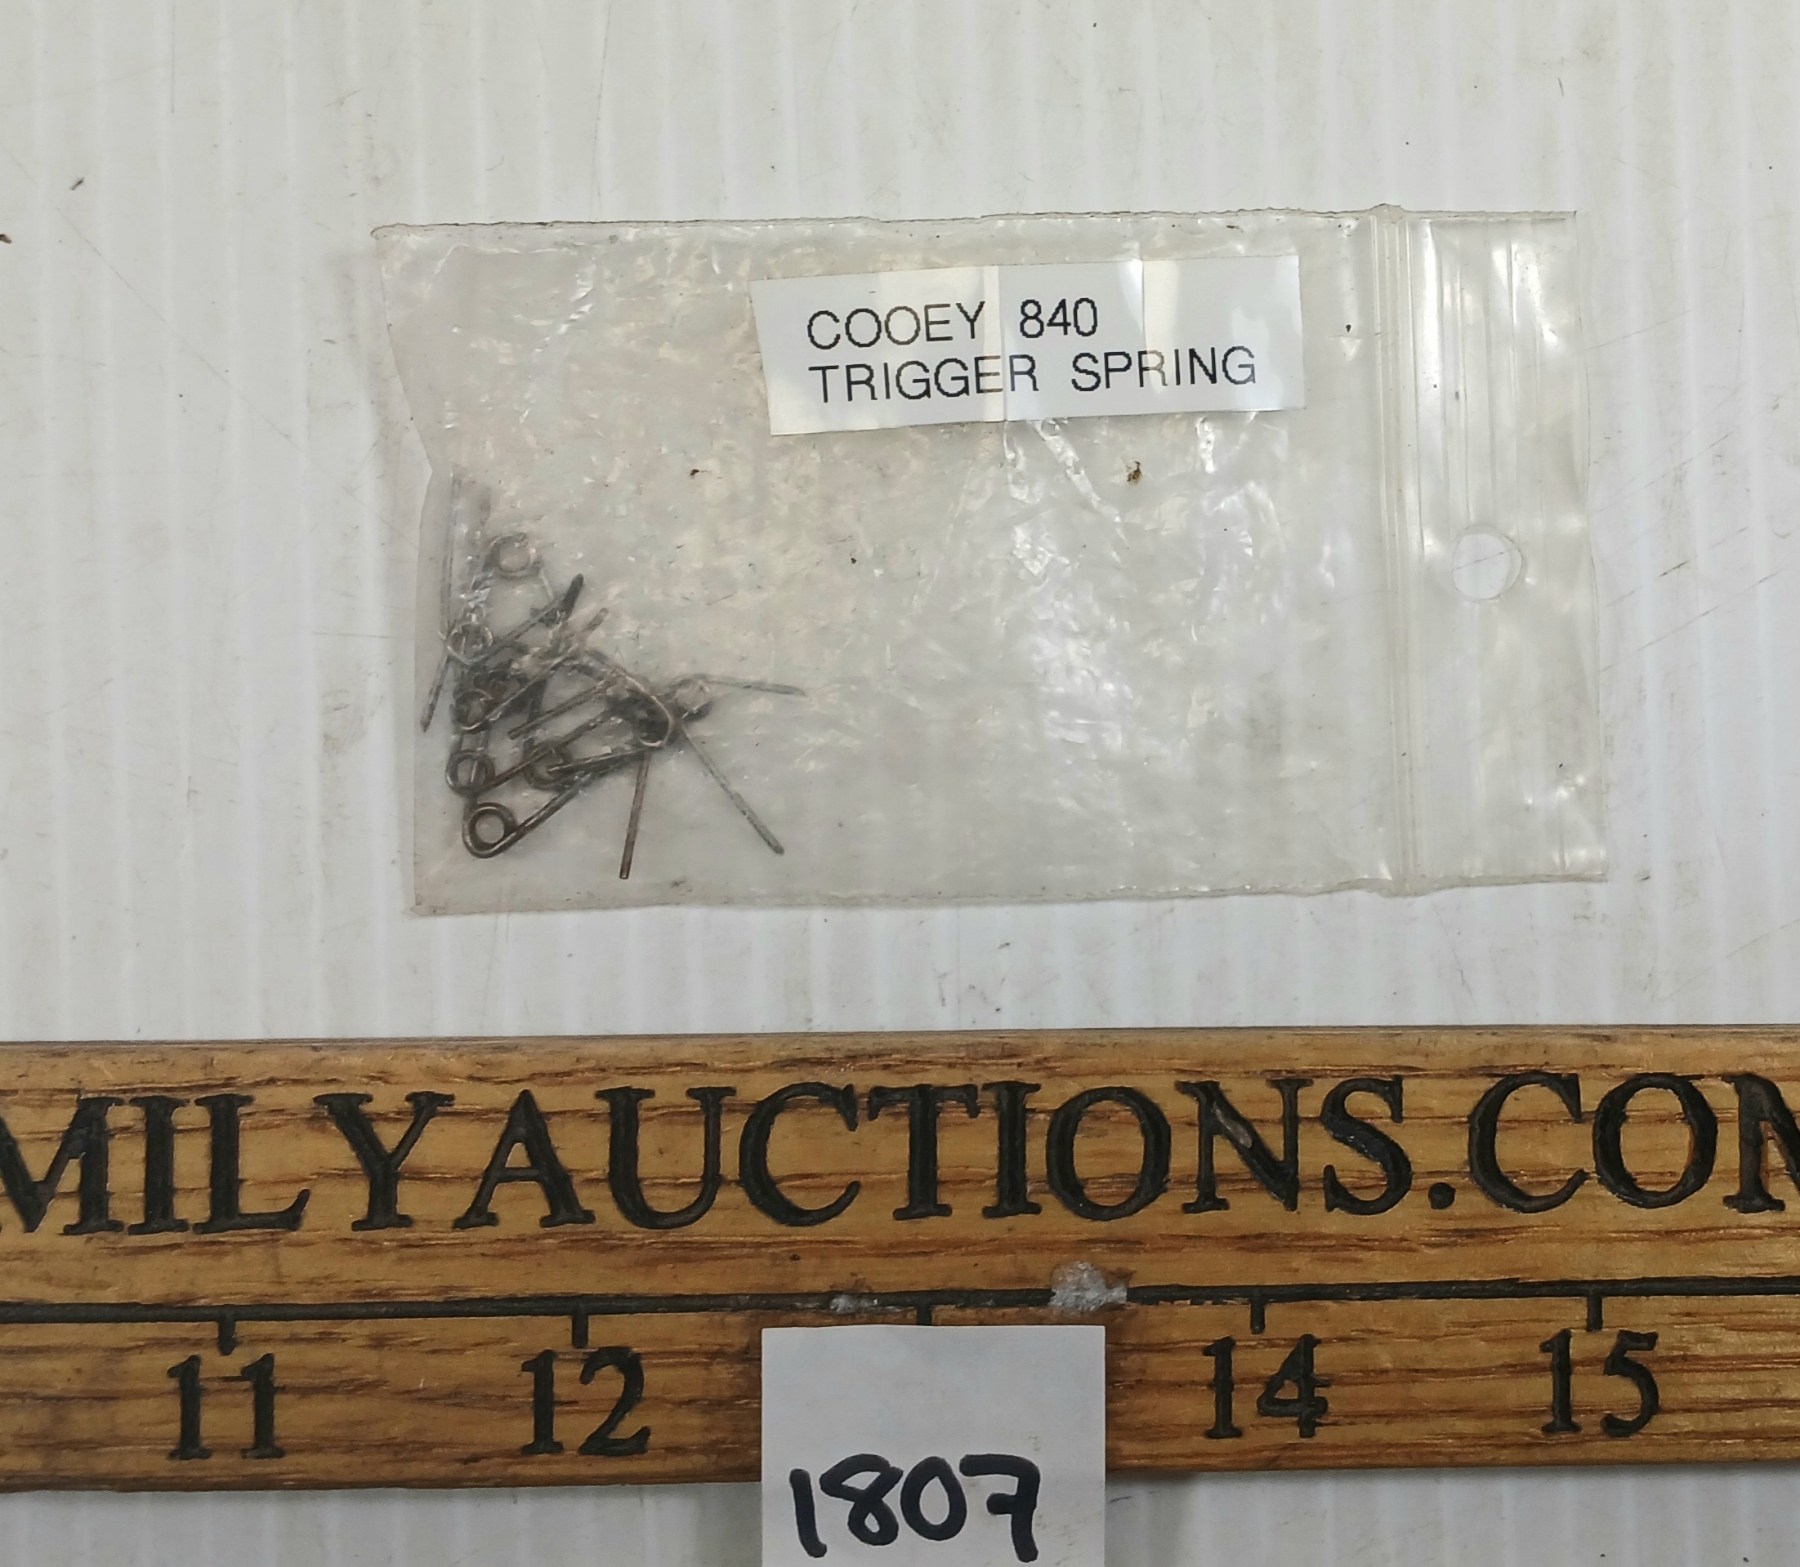 COOEY 840
TRIGGER SPRING
MILYAUCTIONS.COM
11 12 14 15
1807